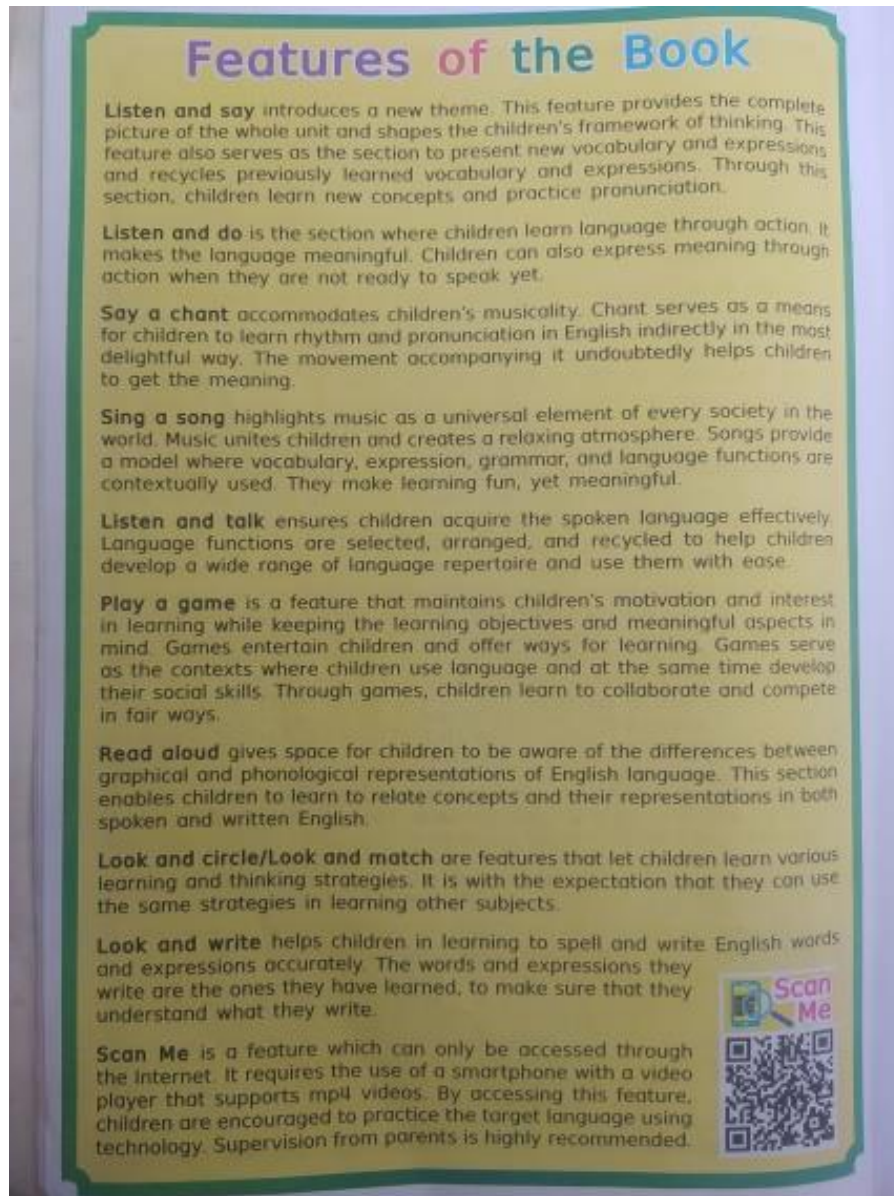 Features of the Book
Listen and say introduces a new theme. This feature provides the complete
picture of the whole unit and shapes the children's framework of thinking. This
feature also serves as the section to present new vocabulary and expressions
and recycles previously learned vocabulary and expressions. Through this
section, children learn new concepts and practice pronunciation.
Listen and do is the section where children learn language through action. It
makes the language meaningful. Children can also express meaning through
action when they are not ready to speak yet.
Say a chant accommodates children's musicality. Chant serves as a means
for children to learn rhythm and pronunciation in English indirectly in the most
delightful way. The movement accompanying it undoubtedly helps children
to get the meaning.
Sing a song highlights music as a universal element of every society in the
world. Music unites children and creates a relaxing atmosphere. Songs provide
a model where vocabulary, expression, grammar, and language functions are
contextually used. They make learning fun, yet meaningful.
Listen and talk ensures children acquire the spoken language effectively.
Language functions are selected, arranged, and recycled to help children
develop a wide range of language repertoire and use them with ease.
Play a game is a feature that maintains children's motivation and interest
in learning while keeping the learning objectives and meaningful aspects in
mind. Games entertain children and offer ways for learning. Games serve
as the contexts where children use language and at the same time develop
their social skills. Through games, children learn to collaborate and compete
in fair ways.
Read aloud gives space for children to be aware of the differences between
graphical and phonological representations of English language. This section
enables children to learn to relate concepts and their representations in both
spoken and written English.
Look and circle/Look and match are features that let children learn various
learning and thinking strategies. It is with the expectation that they can use
the same strategies in learning other subjects.
Look and write helps children in learning to spell and write English words
and expressions accurately. The words and expressions they
write are the ones they have learned, to make sure that they
understand what they write.
Scan Me is a feature which can only be accessed through
the Internet. It requires the use of a smartphone with a video
player that supports mp4 videos. By accessing this feature,
children are encouraged to practice the target language using
technology. Supervision from parents is highly recommended.
Scan
Me